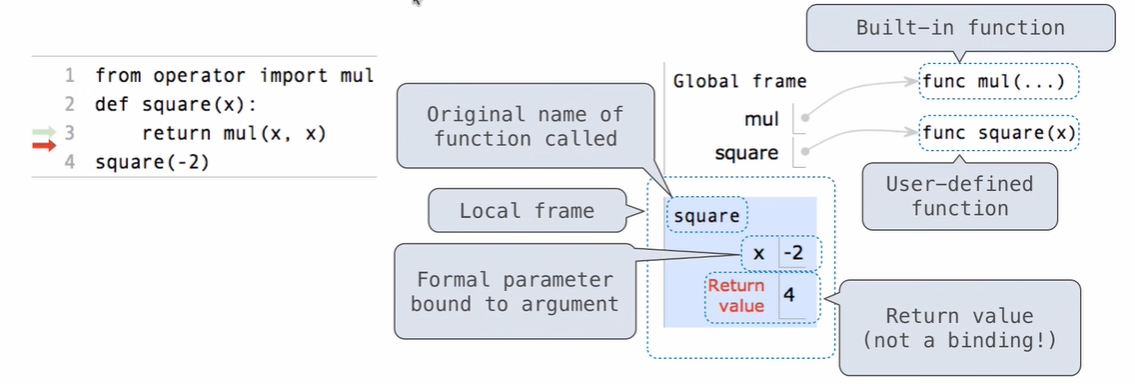 1 from operator import mul
2 def square(x):
3     return mul(x, x)
4 square(-2)
Built-in function
Global frame
func mul(...)
mul
func square(x)
square
Original name of
function called
User-defined
function
Local frame
square
x -2
Formal parameter
bound to argument
Return
value
4
Return value
(not a binding!)